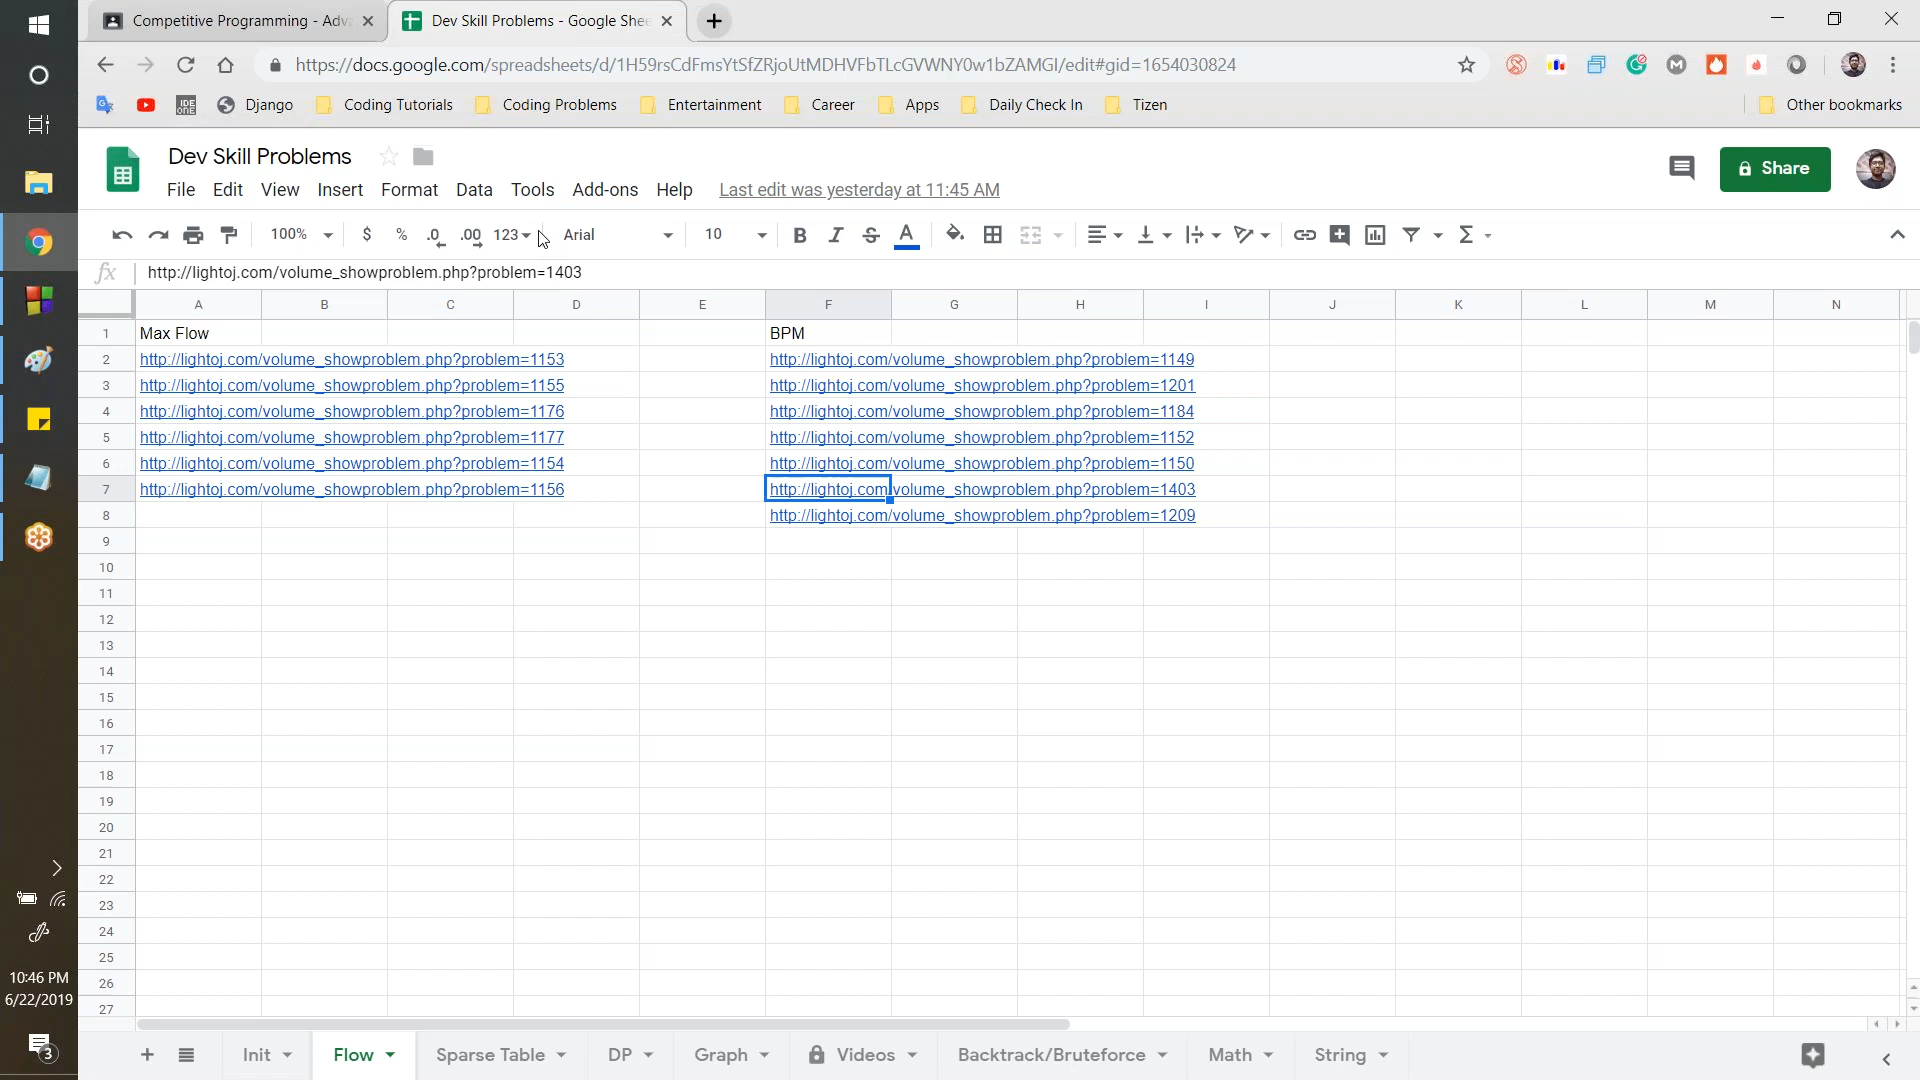 Competitive Programming - Adva
Dev Skill Problems - Google Shee
https://docs.google.com/spreadsheets/d/1H59rsCdFmsYtSfZRjoUtMDHVFbTLcGVWNY0w1bZAMGI/edit#gid=1654030824
Django Coding Tutorials Coding Problems Entertainment Career Apps Daily Check In Tizen Other bookmarks
Dev Skill Problems
Share
File Edit View Insert Format Data Tools Add-ons Help Last edit was yesterday at 11:45 AM
100% $ % .0 .00 123 Arial 10 B I S A Σ
fx http://lightoj.com/volume_showproblem.php?problem=1403
A B C D E F G H I J K L M N
1 Max Flow BPM
2 http://lightoj.com/volume_showproblem.php?problem=1153 http://lightoj.com/volume_showproblem.php?problem=1149
3 http://lightoj.com/volume_showproblem.php?problem=1155 http://lightoj.com/volume_showproblem.php?problem=1201
4 http://lightoj.com/volume_showproblem.php?problem=1176 http://lightoj.com/volume_showproblem.php?problem=1184
5 http://lightoj.com/volume_showproblem.php?problem=1177 http://lightoj.com/volume_showproblem.php?problem=1152
6 http://lightoj.com/volume_showproblem.php?problem=1154 http://lightoj.com/volume_showproblem.php?problem=1150
7 http://lightoj.com/volume_showproblem.php?problem=1156 http://lightoj.com/volume_showproblem.php?problem=1403
8 http://lightoj.com/volume_showproblem.php?problem=1209
9
10
11
12
13
14
15
16
17
18
19
20
21
22
23
24
25
26
27
10:46 PM
6/22/2019
3
Init Flow Sparse Table DP Graph Videos Backtrack/Bruteforce Math String